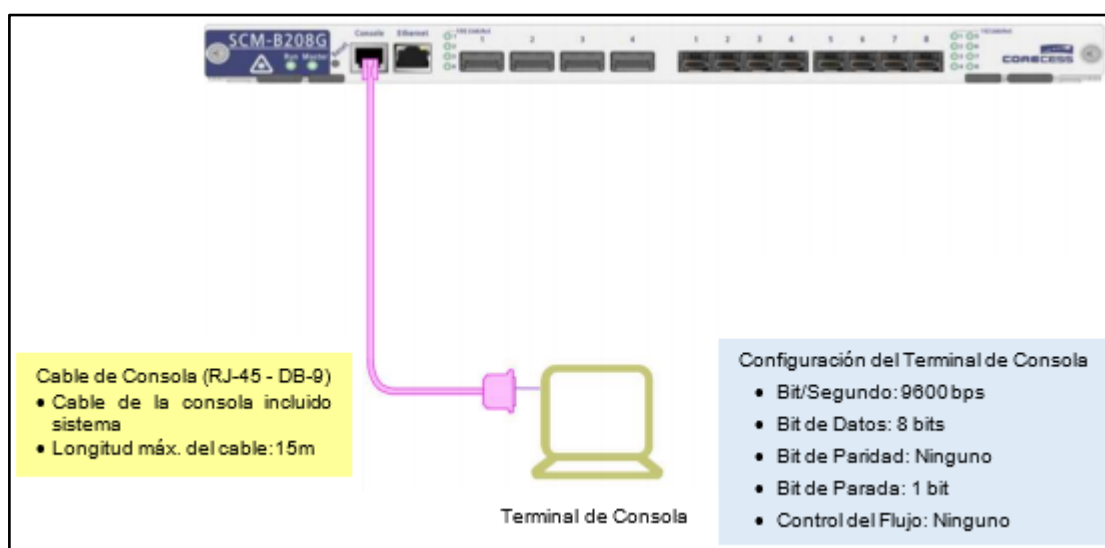 SCM-B208G
Run Master
Reset
Console Ethernet
1 2 3 4
1 2 3 4 5 6 7 8
CORECESS
Cable de Consola (RJ-45 - DB-9)
• Cable de la consola incluido
sistema
• Longitud máx. del cable:15m
Configuración del Terminal de Consola
• Bit/Segundo: 9600 bps
• Bit de Datos: 8 bits
• Bit de Paridad: Ninguno
• Bit de Parada: 1 bit
• Control del Flujo: Ninguno
Terminal de Consola